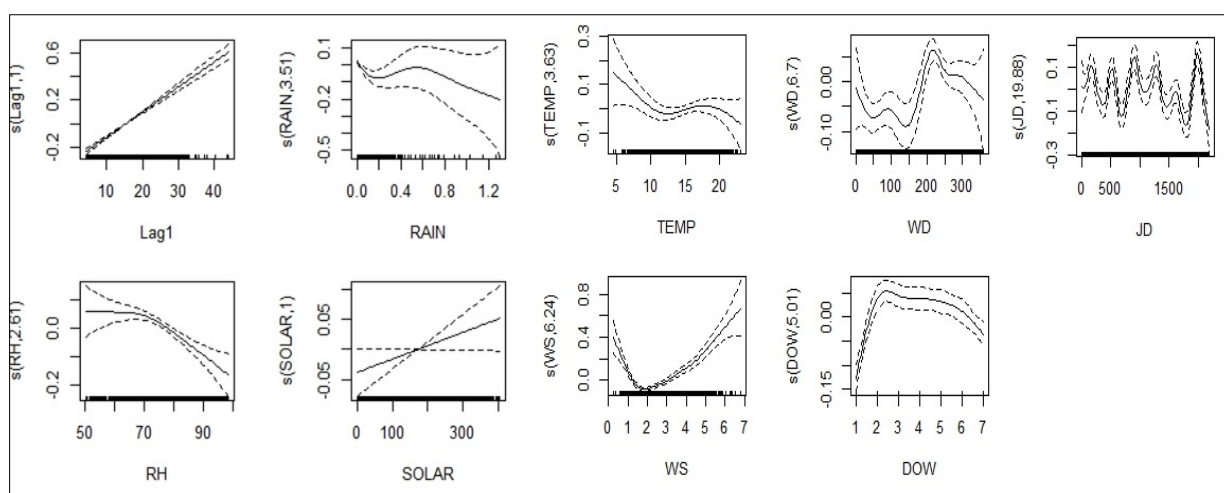 s(Lag1,1)
0.6
0.2
-0.2
10 20 30 40
Lag1
s(RAIN,3.51)
0.1
-0.2
-0.5
0.0 0.4 0.8 1.2
RAIN
s(TEMP,3.63)
0.3
0.1
-0.1
5 10 15 20
TEMP
s(WD,6.7)
0.00
-0.10
0 100 200 300
WD
s(JD,19.88)
0.1
-0.1
-0.3
0 500 1500
JD
s(RH,2.61)
0.0
-0.2
50 70 90
RH
s(SOLAR,1)
0.05
-0.05
0 100 300
SOLAR
s(WS,6.24)
0.8
0.4
0.0
0 1 2 3 4 5 6 7
WS
s(DOW,5.01)
0.00
-0.15
1 2 3 4 5 6 7
DOW